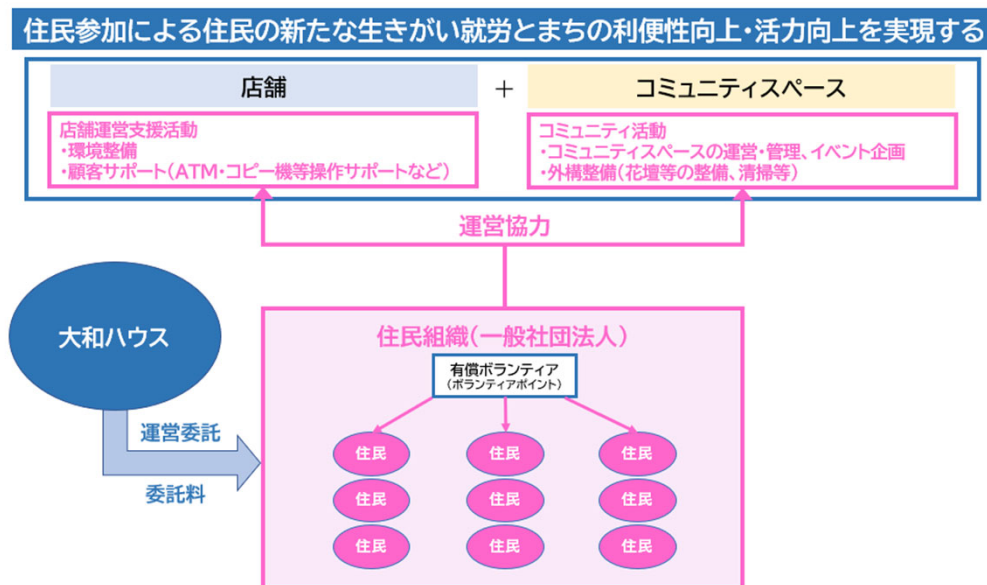 住民参加による住民の新たな生きがい就労とまちの利便性向上・活力向上を実現する
店舗
+
コミュニティスペース
店舗運営支援活動
・環境整備
・顧客サポート(ATM・コピー機等操作サポートなど)
コミュニティ活動
・コミュニティスペースの運営・管理、イベント企画
・外構整備(花壇等の整備、清掃等)
運営協力
大和ハウス
運営委託
委託料
住民組織(一般社団法人)
有償ボランティア
(ボランティアポイント)
住民
住民
住民
住民
住民
住民
住民
住民
住民